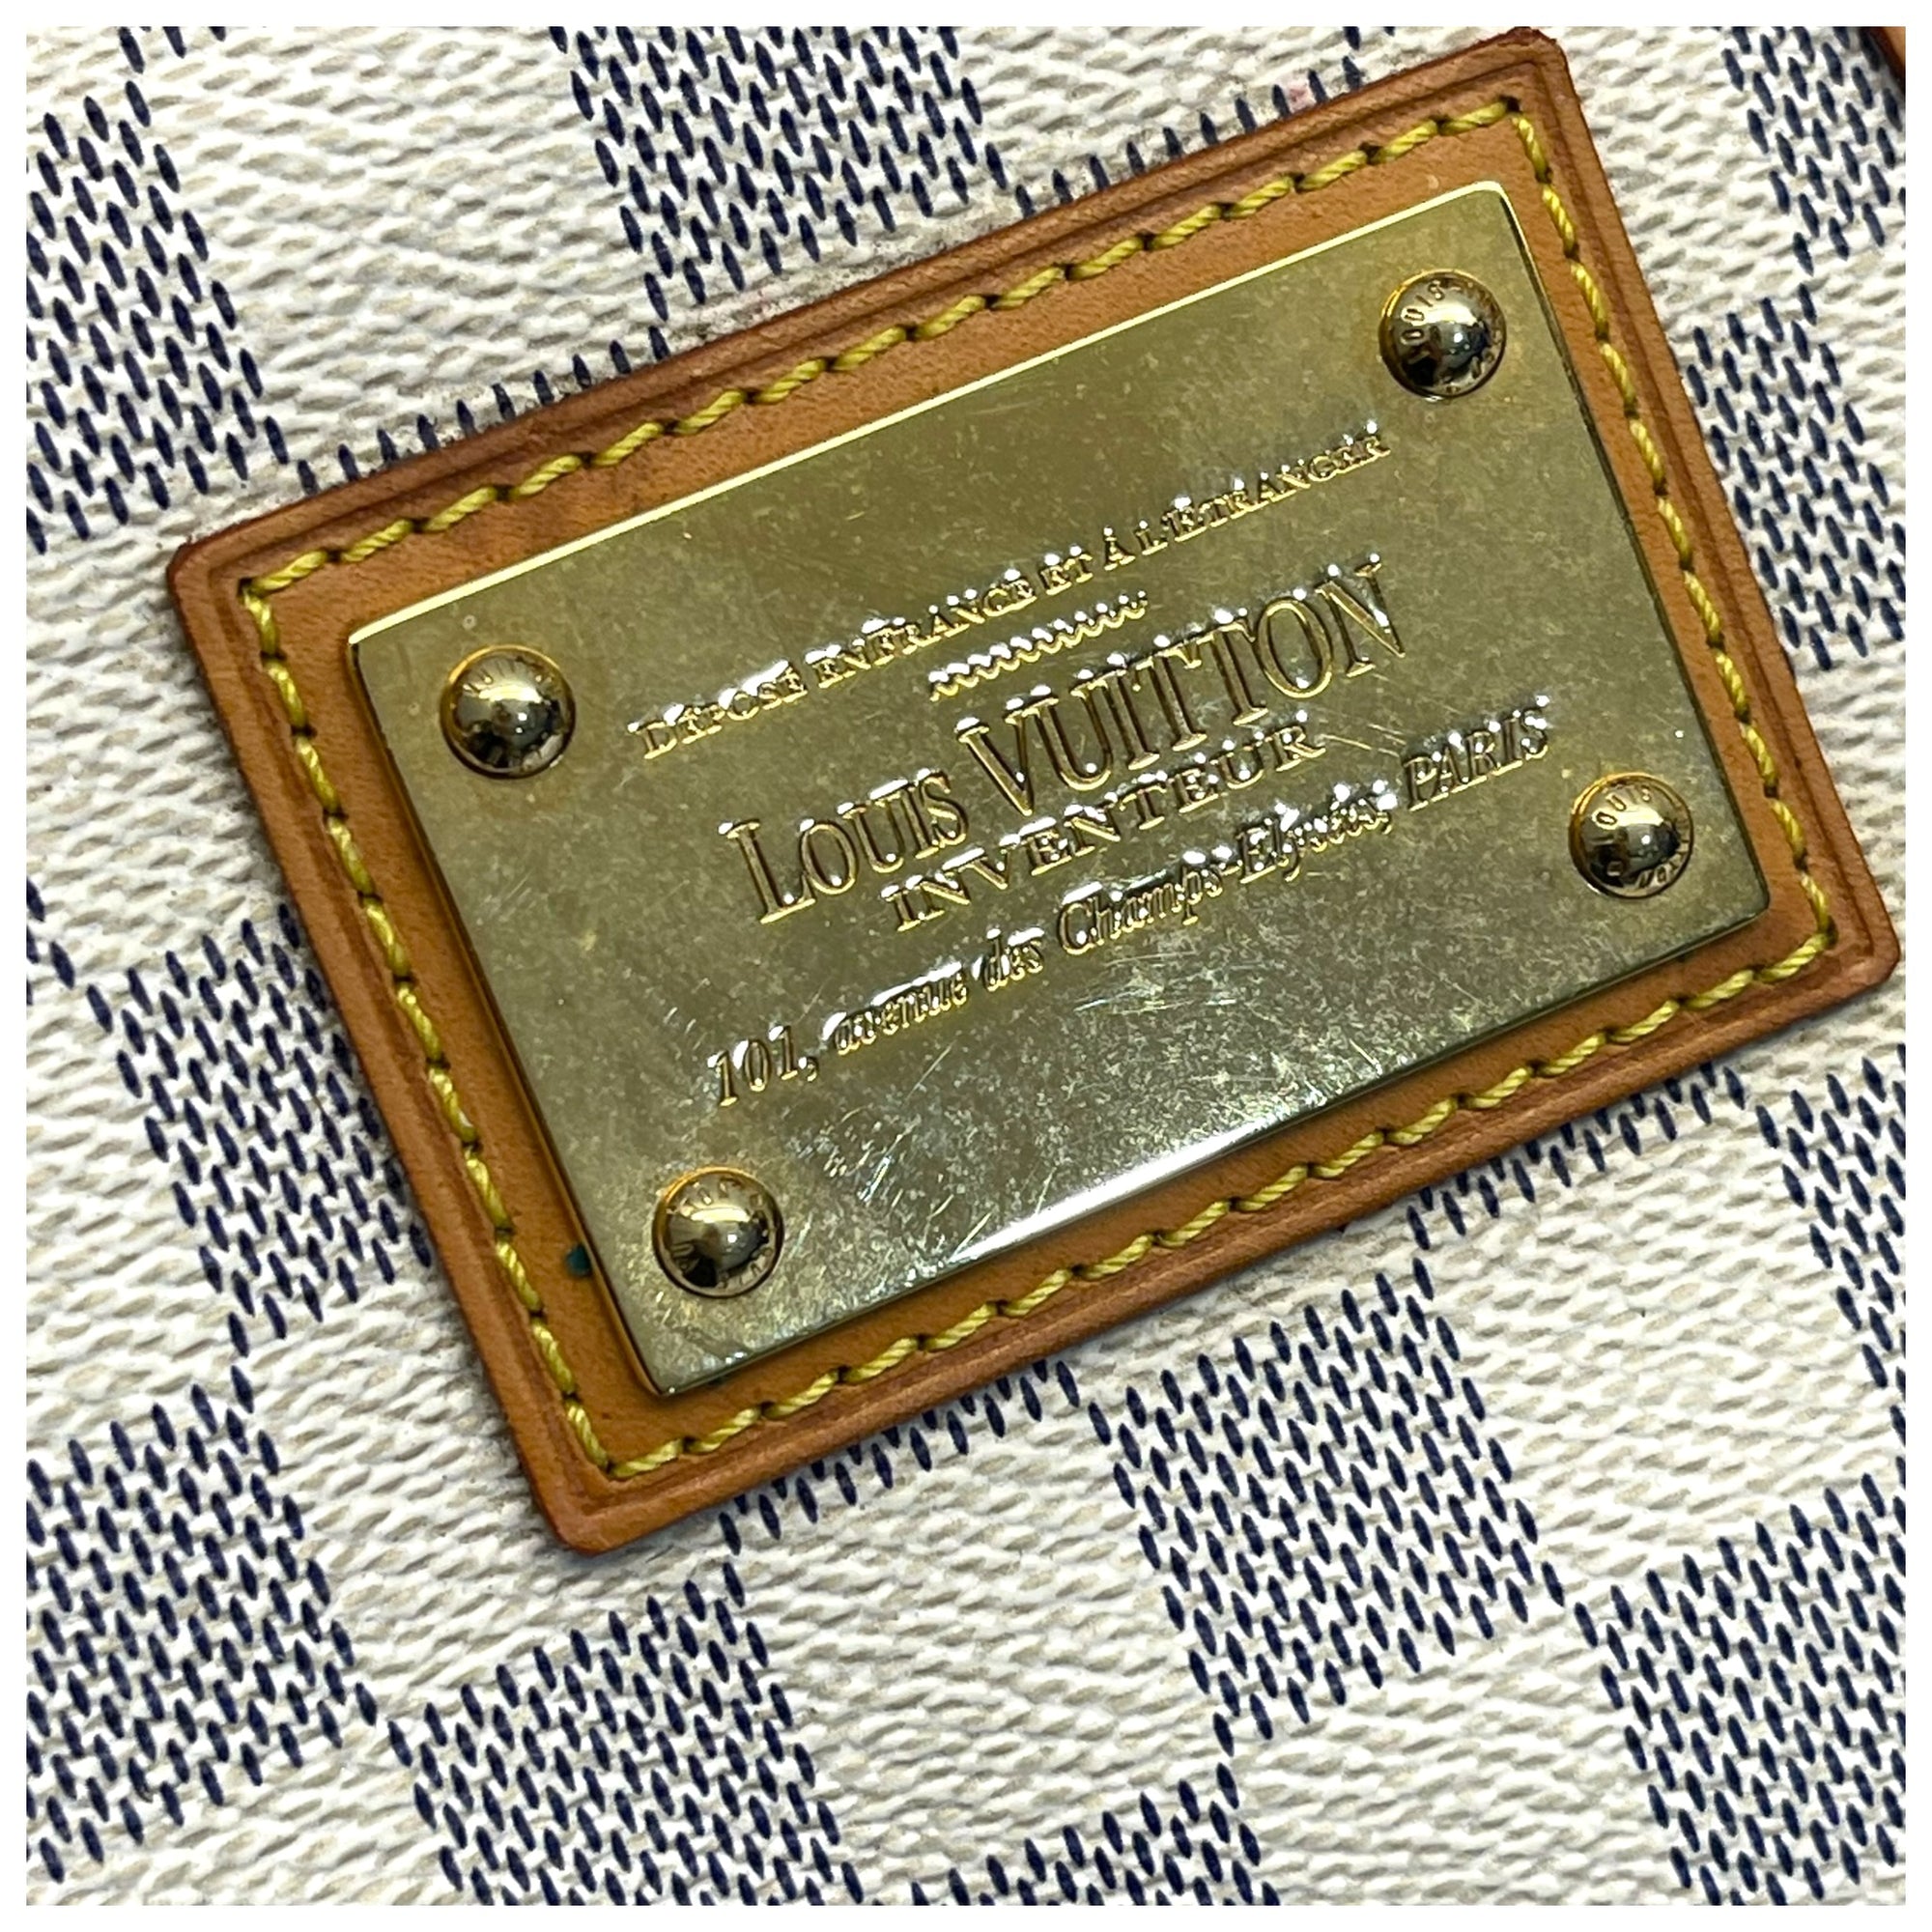 DÉPOSÉ EN FRANCE ET À L'ÉTRANGER
LOUIS VUITTON
INVENTEUR
101, avenue des Champs-Elysées, PARIS